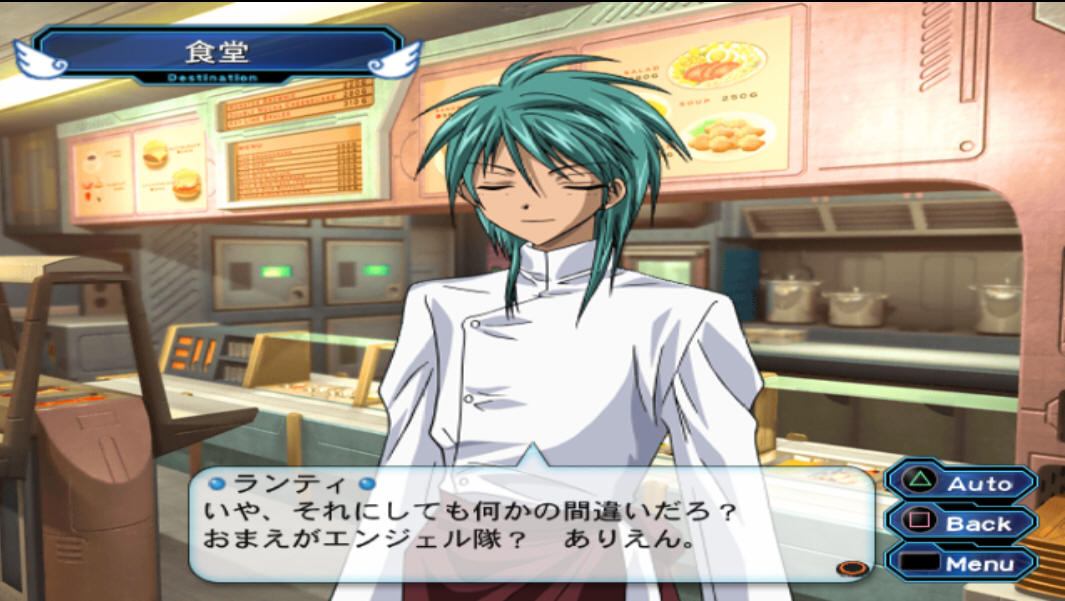 食堂
Destination
SALAD
SOUP 250G
MENU
ランティ
いや、それにしても何かの間違いだろ？
おまえがエンジェル隊？　ありえん。
Auto
Back
Menu